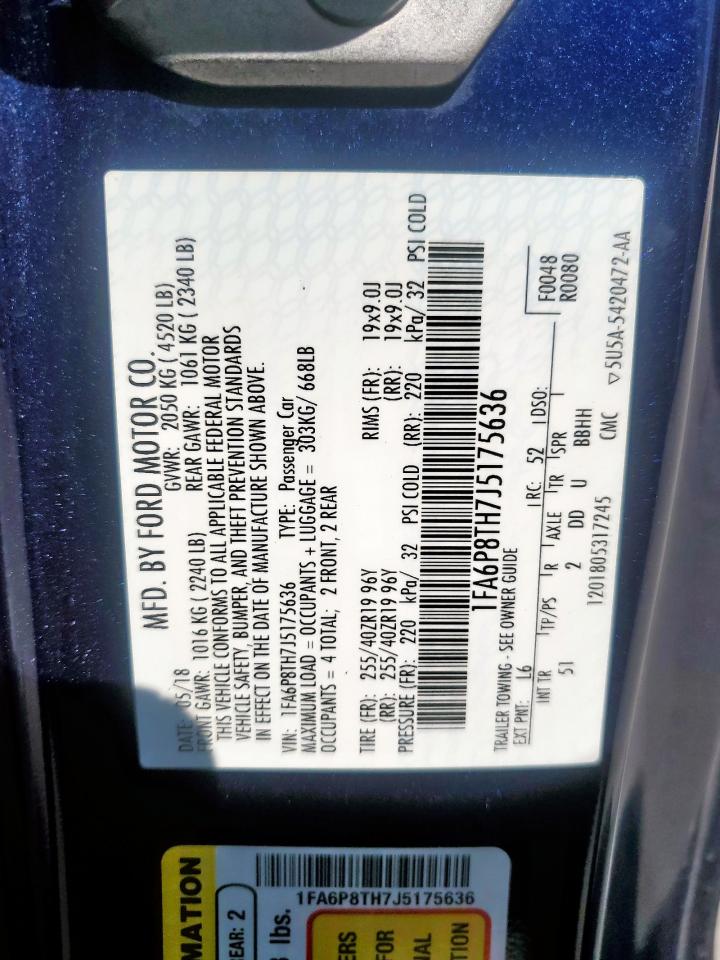 MFD. BY FORD MOTOR CO.
DATE: 05/18 GVWR: 2050 KG ( 4520 LB)
FRONT GAWR: 1016 KG ( 2240 LB) REAR GAWR: 1061 KG ( 2340 LB)
THIS VEHICLE CONFORMS TO ALL APPLICABLE FEDERAL MOTOR
VEHICLE SAFETY, BUMPER, AND THEFT PREVENTION STANDARDS
IN EFFECT ON THE DATE OF MANUFACTURE SHOWN ABOVE.
VIN: 1FA6P8TH7J5175636 TYPE: Passenger Car
MAXIMUM LOAD = OCCUPANTS + LUGGAGE = 303KG/ 668LB
OCCUPANTS = 4 TOTAL; 2 FRONT, 2 REAR
TIRE (FR): 255/40ZR19 96Y RIMS (FR): 19x9.0J
(RR): 255/40ZR19 96Y (RR): 19x9.0J
PRESSURE (FR): 220 kPa/ 32 PSI COLD (RR): 220 kPa/ 32 PSI COLD
1FA6P8TH7J5175636
F0048
R0080
TRAILER TOWING - SEE OWNER GUIDE
EXT PNT: L6 RC: 52 DSO:
INT TR TP/PS R AXLE TR SPR
51 2 DD U BBHH
1201805317245 CMC ▽5U5A-5420472-AA
MATION
REAR: 2
lbs.
1FA6P8TH7J5175636
ERS
FOR
NAL
TION